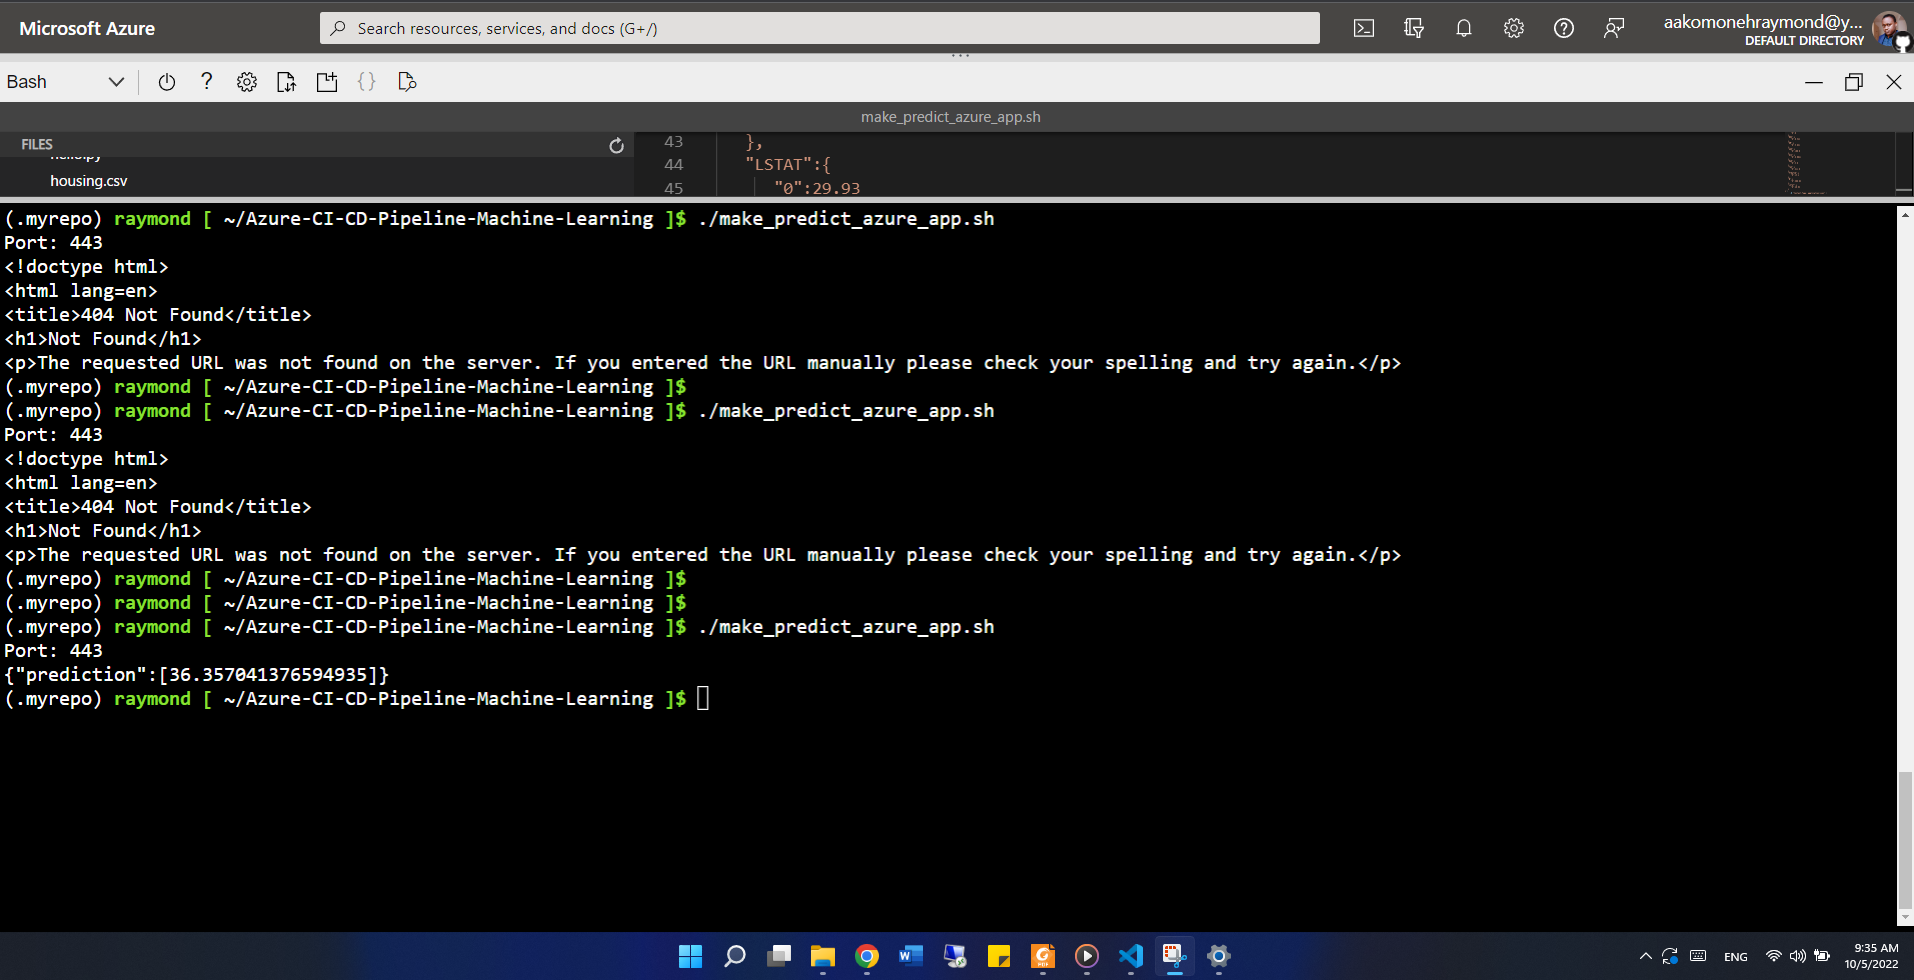 Microsoft Azure
Search resources, services, and docs (G+/)
aakomonehraymond@y...
DEFAULT DIRECTORY
Bash
make_predict_azure_app.sh
FILES
hello.py
housing.csv
43 },
44 "LSTAT":{
45 "0":29.93
(.myrepo) raymond [ ~/Azure-CI-CD-Pipeline-Machine-Learning ]$ ./make_predict_azure_app.sh
Port: 443
<!doctype html>
<html lang=en>
<title>404 Not Found</title>
<h1>Not Found</h1>
<p>The requested URL was not found on the server. If you entered the URL manually please check your spelling and try again.</p>
(.myrepo) raymond [ ~/Azure-CI-CD-Pipeline-Machine-Learning ]$
(.myrepo) raymond [ ~/Azure-CI-CD-Pipeline-Machine-Learning ]$ ./make_predict_azure_app.sh
Port: 443
<!doctype html>
<html lang=en>
<title>404 Not Found</title>
<h1>Not Found</h1>
<p>The requested URL was not found on the server. If you entered the URL manually please check your spelling and try again.</p>
(.myrepo) raymond [ ~/Azure-CI-CD-Pipeline-Machine-Learning ]$
(.myrepo) raymond [ ~/Azure-CI-CD-Pipeline-Machine-Learning ]$
(.myrepo) raymond [ ~/Azure-CI-CD-Pipeline-Machine-Learning ]$ ./make_predict_azure_app.sh
Port: 443
{"prediction":[36.357041376594935]}
(.myrepo) raymond [ ~/Azure-CI-CD-Pipeline-Machine-Learning ]$
ENG
9:35 AM
10/5/2022